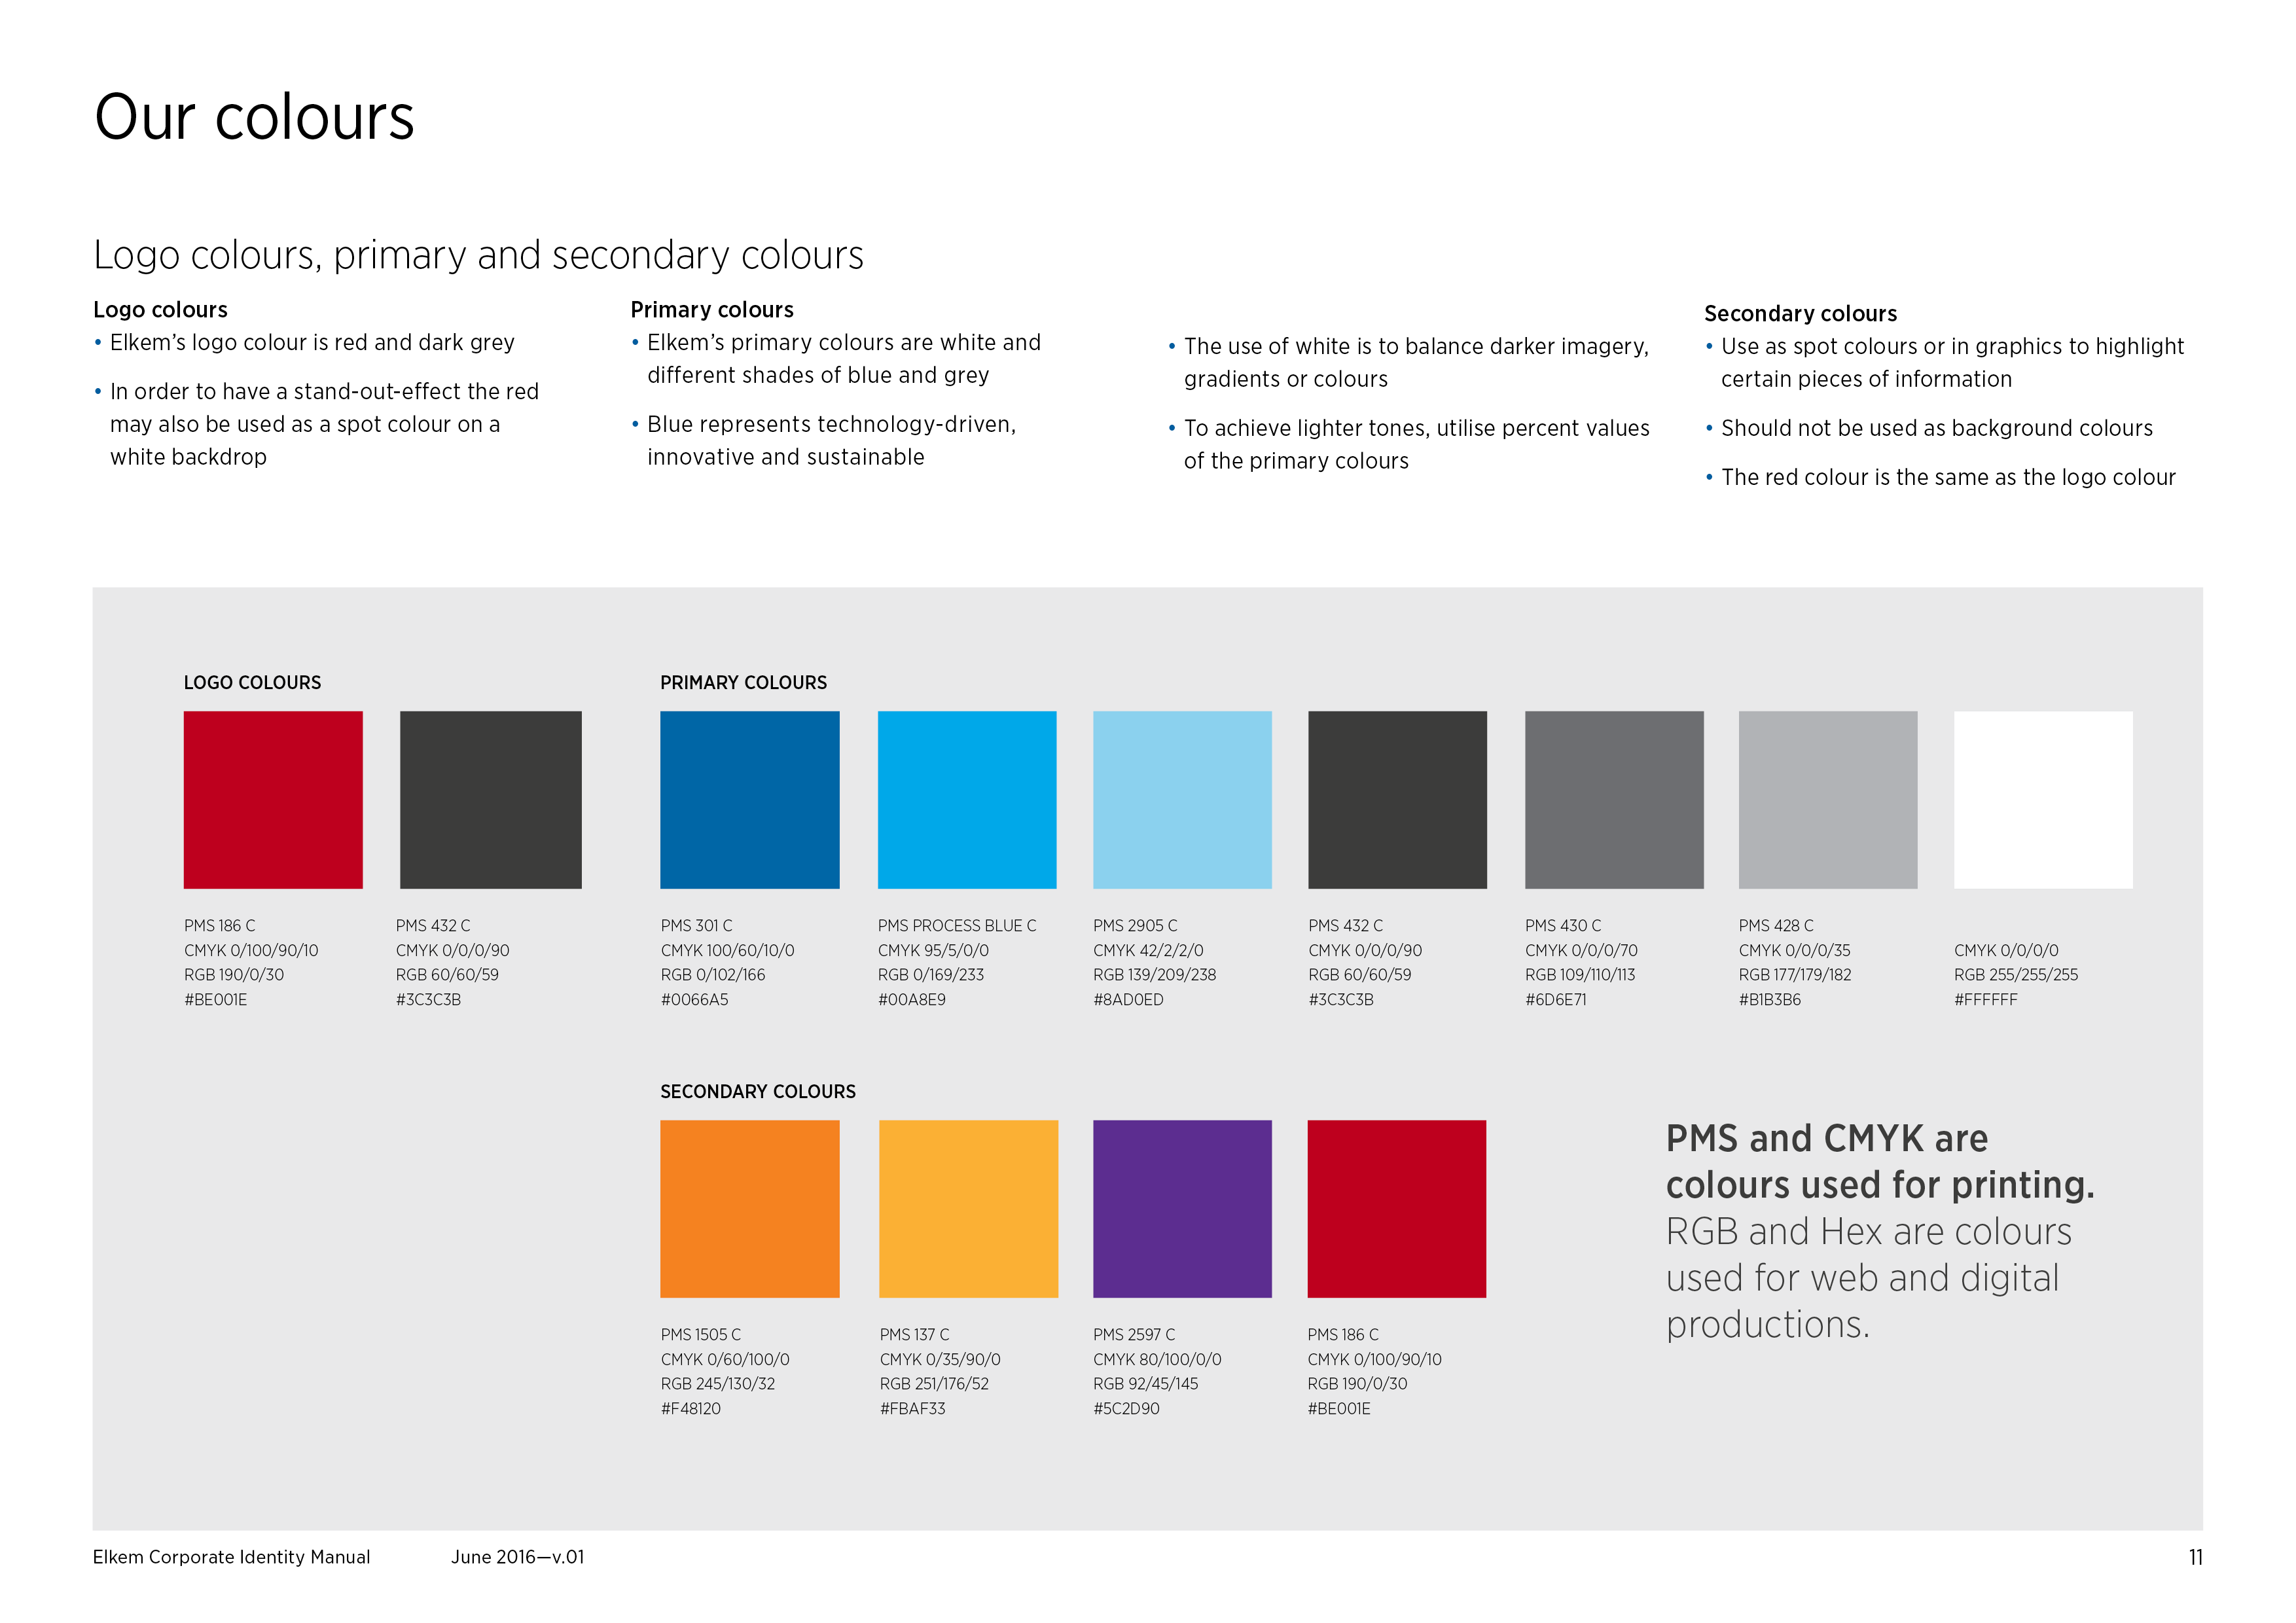 Our colours
Logo colours, primary and secondary colours
Logo colours
• Elkem’s logo colour is red and dark grey
• In order to have a stand-out-effect the red
may also be used as a spot colour on a
white backdrop
Primary colours
• Elkem’s primary colours are white and
different shades of blue and grey
• Blue represents technology-driven,
innovative and sustainable
• The use of white is to balance darker imagery,
gradients or colours
• To achieve lighter tones, utilise percent values
of the primary colours
Secondary colours
• Use as spot colours or in graphics to highlight
certain pieces of information
• Should not be used as background colours
• The red colour is the same as the logo colour
LOGO COLOURS
PMS 186 C
CMYK 0/100/90/10
RGB 190/0/30
#BE001E
PMS 432 C
CMYK 0/0/0/90
RGB 60/60/59
#3C3C3B
PRIMARY COLOURS
PMS 301 C
CMYK 100/60/10/0
RGB 0/102/166
#0066A5
PMS PROCESS BLUE C
CMYK 95/5/0/0
RGB 0/169/233
#00A8E9
PMS 2905 C
CMYK 42/2/2/0
RGB 139/209/238
#8AD0ED
PMS 432 C
CMYK 0/0/0/90
RGB 60/60/59
#3C3C3B
PMS 430 C
CMYK 0/0/0/70
RGB 109/110/113
#6D6E71
PMS 428 C
CMYK 0/0/0/35
RGB 177/179/182
#B1B3B6
CMYK 0/0/0/0
RGB 255/255/255
#FFFFFF
SECONDARY COLOURS
PMS 1505 C
CMYK 0/60/100/0
RGB 245/130/32
#F48120
PMS 137 C
CMYK 0/35/90/0
RGB 251/176/52
#FBAF33
PMS 2597 C
CMYK 80/100/0/0
RGB 92/45/145
#5C2D90
PMS 186 C
CMYK 0/100/90/10
RGB 190/0/30
#BE001E
PMS and CMYK are
colours used for printing.
RGB and Hex are colours
used for web and digital
productions.
Elkem Corporate Identity Manual
June 2016—v.01
11